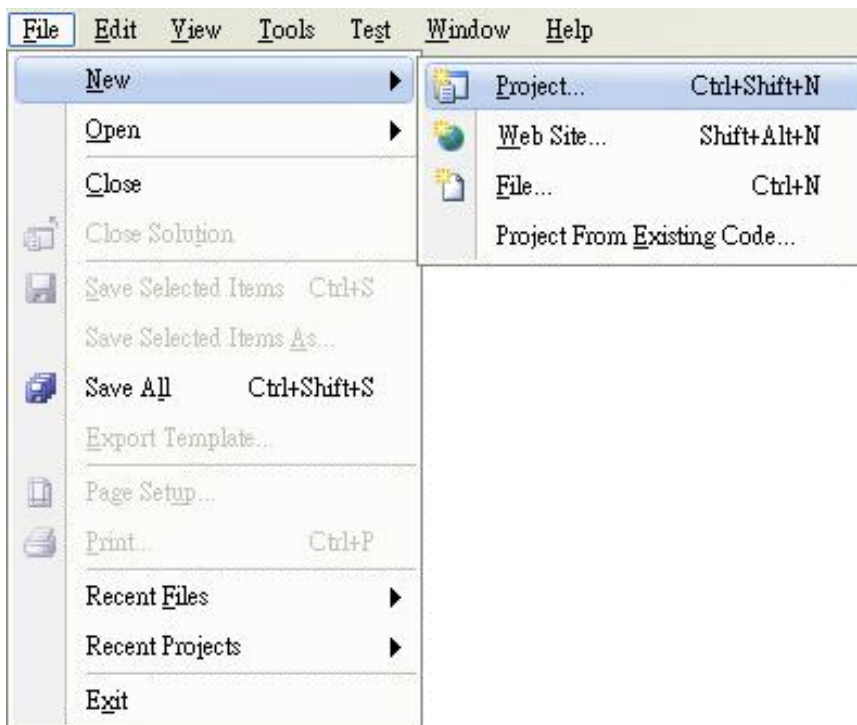 File Edit View Tools Test Window Help
New
Open
Close
Close Solution
Save Selected Items Ctrl+S
Save Selected Items As...
Save All Ctrl+Shift+S
Export Template...
Page Setup...
Print... Ctrl+P
Recent Files
Recent Projects
Exit
Project... Ctrl+Shift+N
Web Site... Shift+Alt+N
File... Ctrl+N
Project From Existing Code...